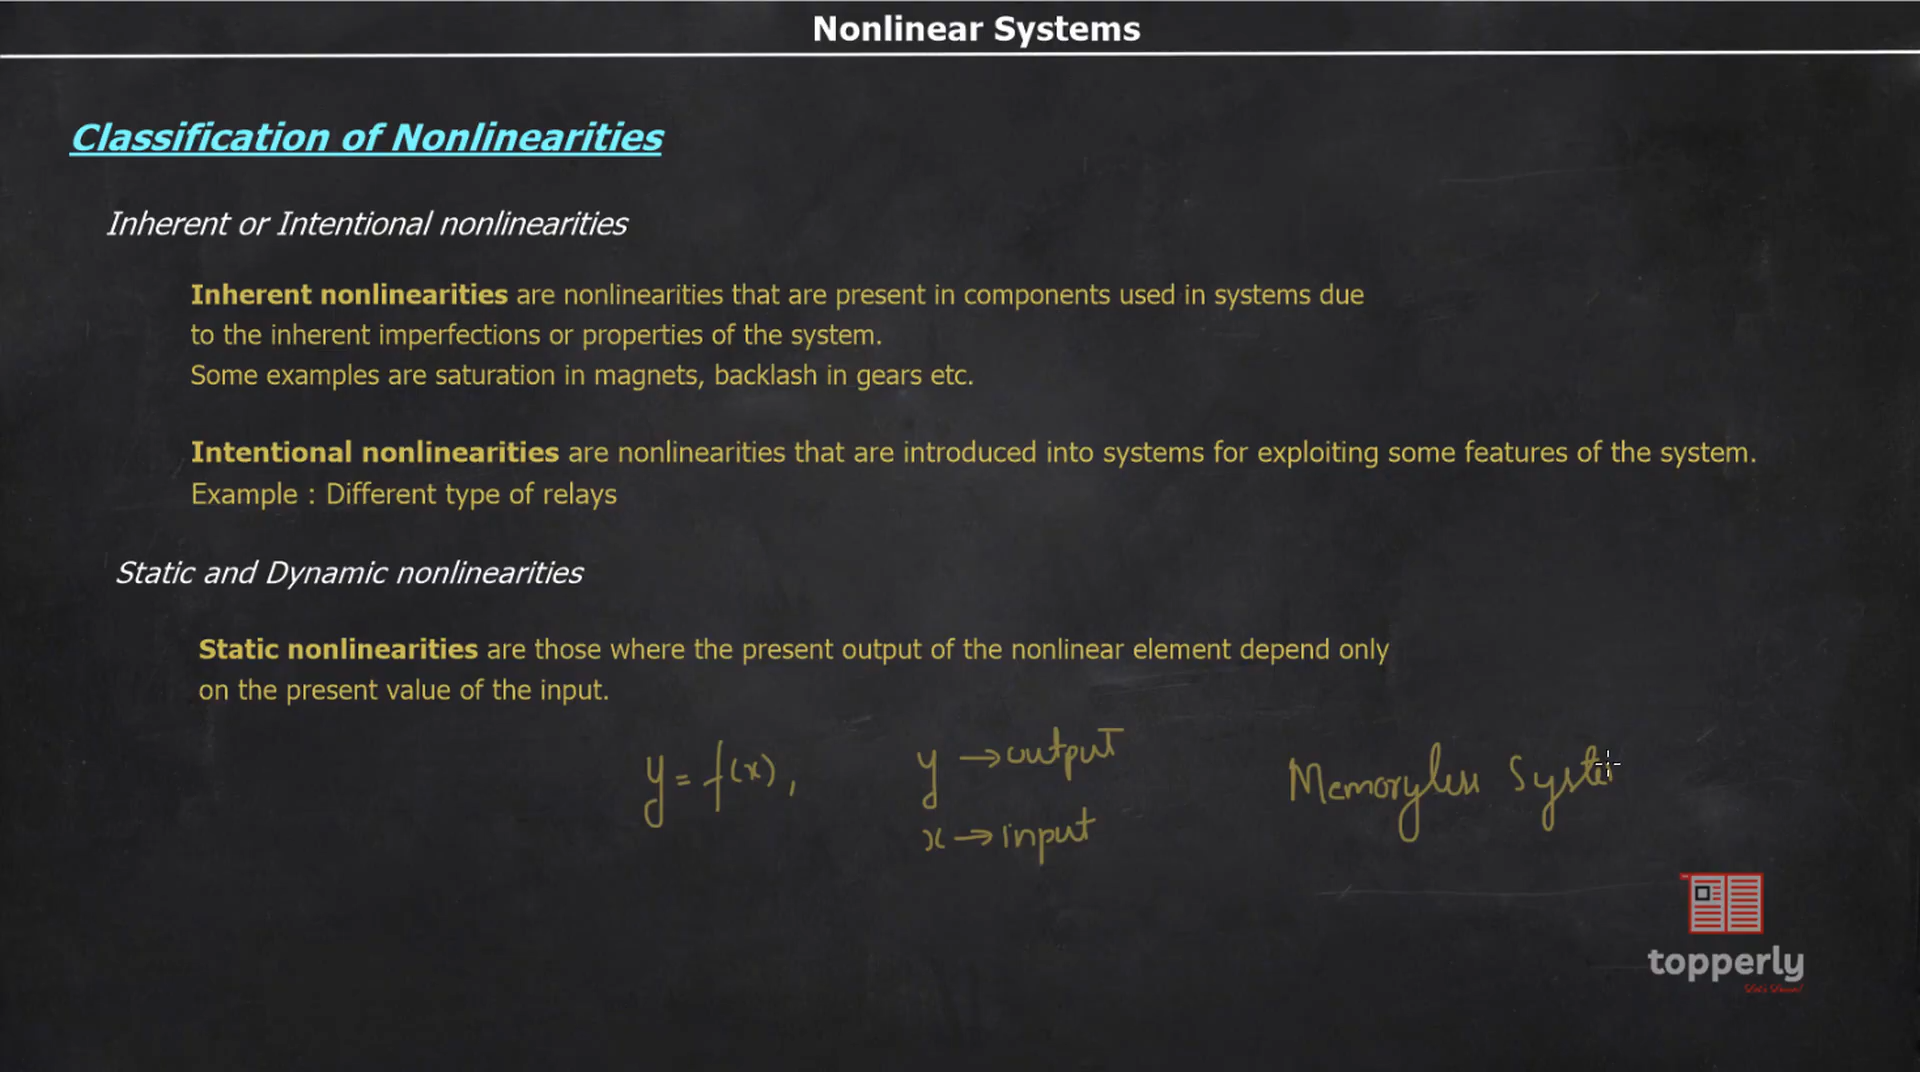 Nonlinear Systems
Classification of Nonlinearities
Inherent or Intentional nonlinearities
Inherent nonlinearities are nonlinearities that are present in components used in systems due
to the inherent imperfections or properties of the system.
Some examples are saturation in magnets, backlash in gears etc.
Intentional nonlinearities are nonlinearities that are introduced into systems for exploiting some features of the system.
Example : Different type of relays
Static and Dynamic nonlinearities
Static nonlinearities are those where the present output of the nonlinear element depend only
on the present value of the input.
y = f(x), y → output Memoryless Syste
x → input
topperly
Let's Learn!